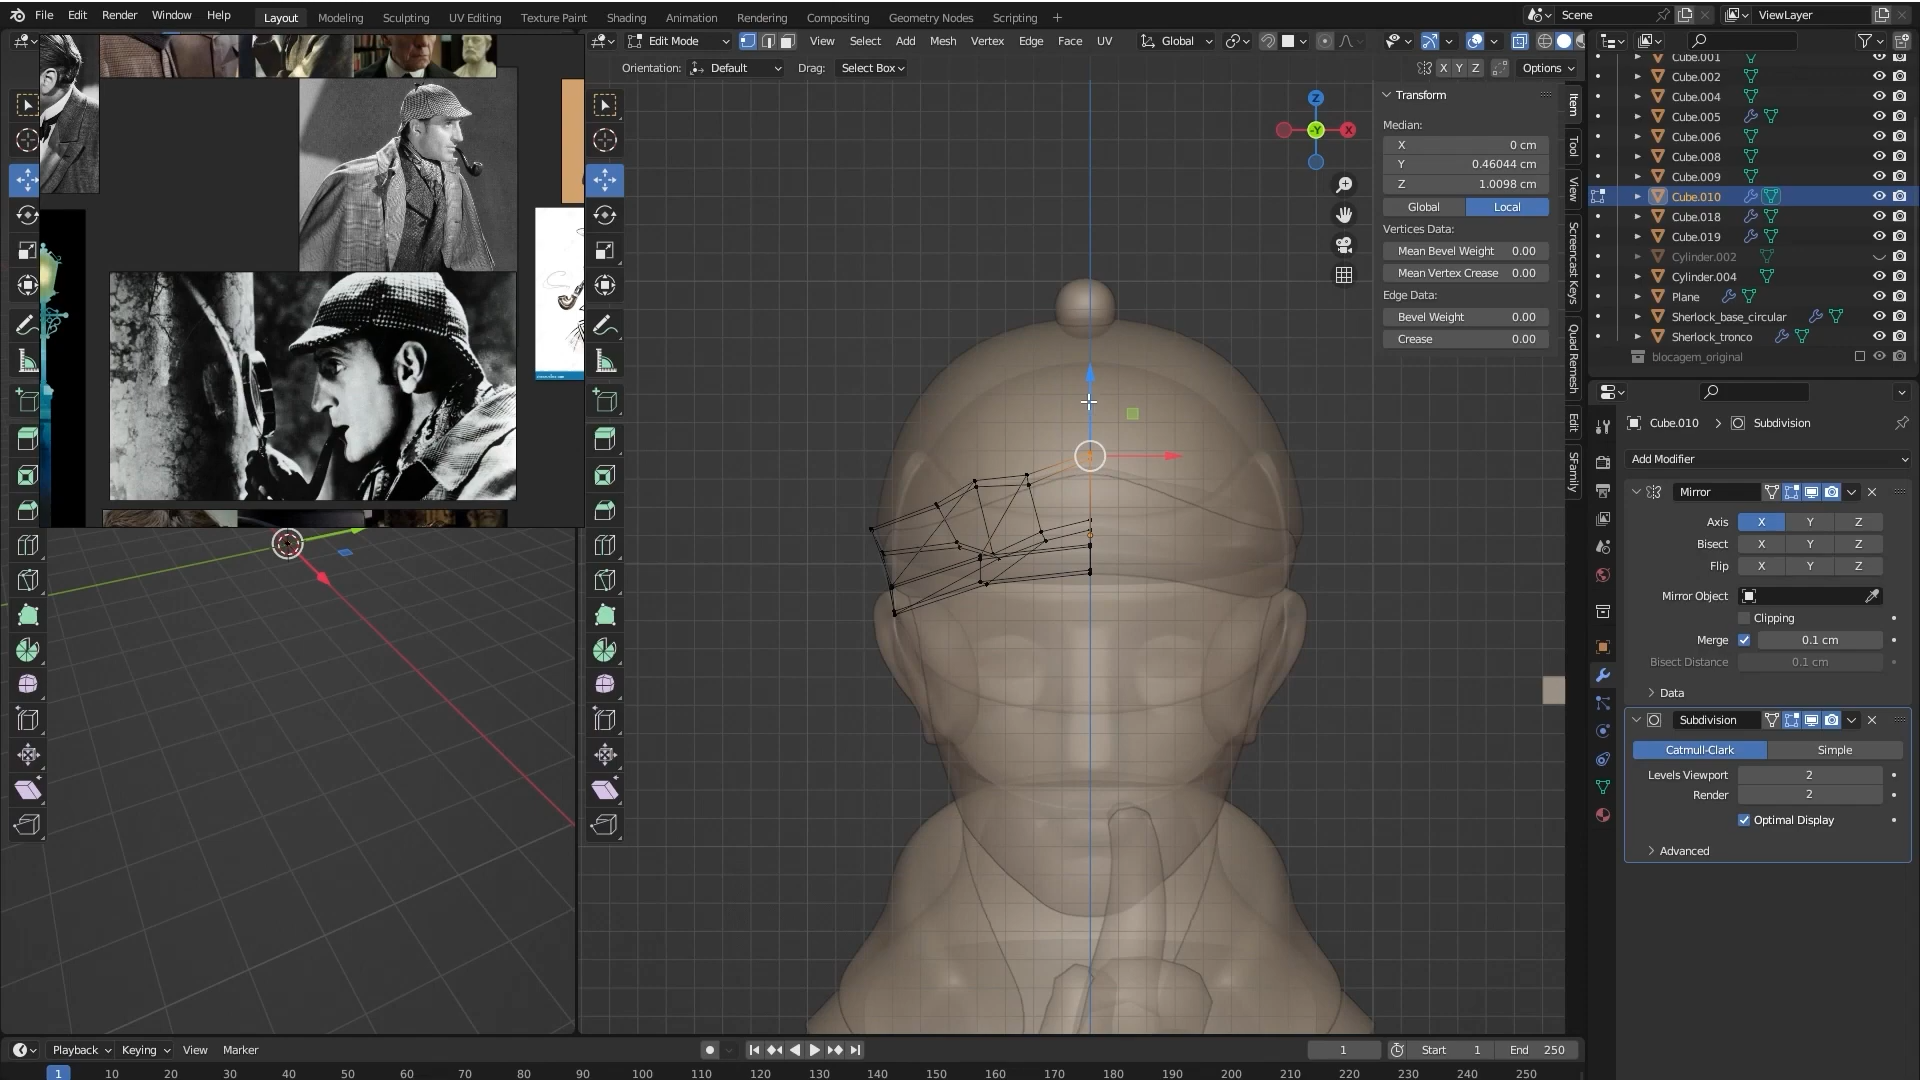 File Edit Render Window Help Layout Modeling Sculpting UV Editing Texture Paint Shading Animation Rendering Compositing Geometry Nodes Scripting + Scene ViewLayer
Edit Mode View Select Add Mesh Vertex Edge Face UV Global
Orientation: Default Drag: Select Box X Y Z Options
Transform
Median:
X 0 cm
Y 0.46044 cm
Z 1.0098 cm
Global Local
Vertices Data:
Mean Bevel Weight 0.00
Mean Vertex Crease 0.00
Edge Data:
Bevel Weight 0.00
Crease 0.00
Z
-Y X
Item
Tool
View
Screencast Keys
Quad Remesh
Edit
SFamily
Cube.001
Cube.002
Cube.004
Cube.005
Cube.006
Cube.008
Cube.009
Cube.010
Cube.018
Cube.019
Cylinder.002
Cylinder.004
Plane
Sherlock_base_circular
Sherlock_tronco
blocagem_original
Cube.010 > Subdivision
Add Modifier
Mirror
Axis X Y Z
Bisect X Y Z
Flip X Y Z
Mirror Object
Clipping
Merge 0.1 cm
Bisect Distance 0.1 cm
Data
Subdivision
Catmull-Clark Simple
Levels Viewport 2
Render 2
Optimal Display
Advanced
Playback Keying View Marker 1 Start 1 End 250
1 10 20 30 40 50 60 70 80 90 100 110 120 130 140 150 160 170 180 190 200 210 220 230 240 250